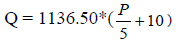 Q = 1136.50*(P/5 +10)